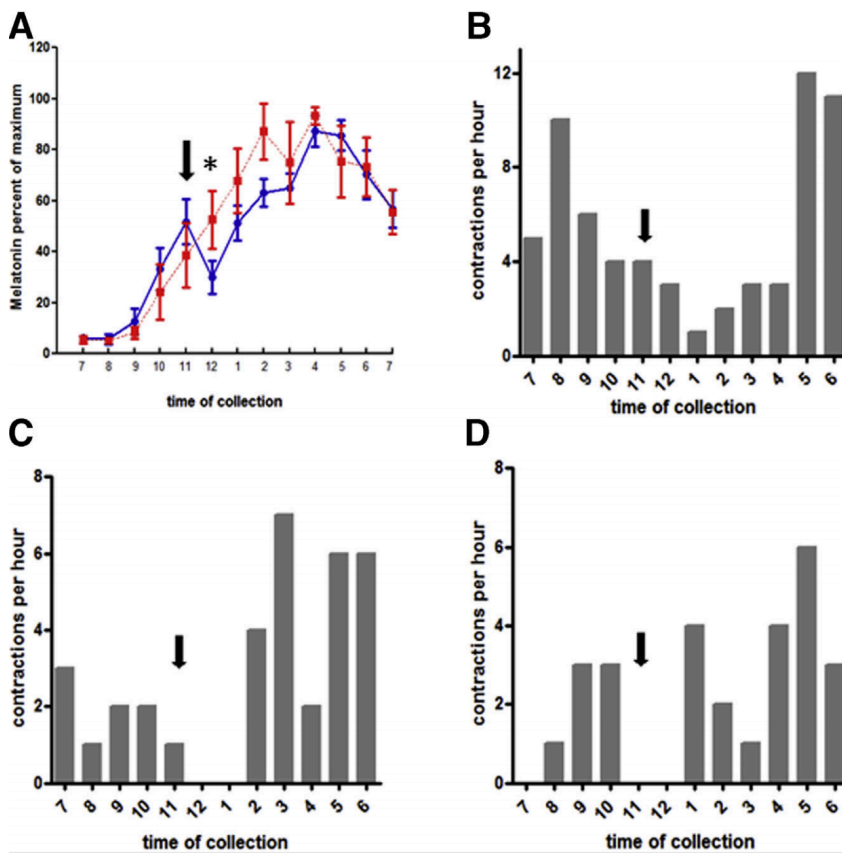 A
Melatonin percent of maximum
120
100
80
60
40
20
0
*
7 8 9 10 11 12 1 2 3 4 5 6 7
time of collection
B
contractions per hour
12
8
4
0
7 8 9 10 11 12 1 2 3 4 5 6
time of collection
C
contractions per hour
8
6
4
2
0
7 8 9 10 11 12 1 2 3 4 5 6
time of collection
D
contractions per hour
8
6
4
2
0
7 8 9 10 11 12 1 2 3 4 5 6
time of collection